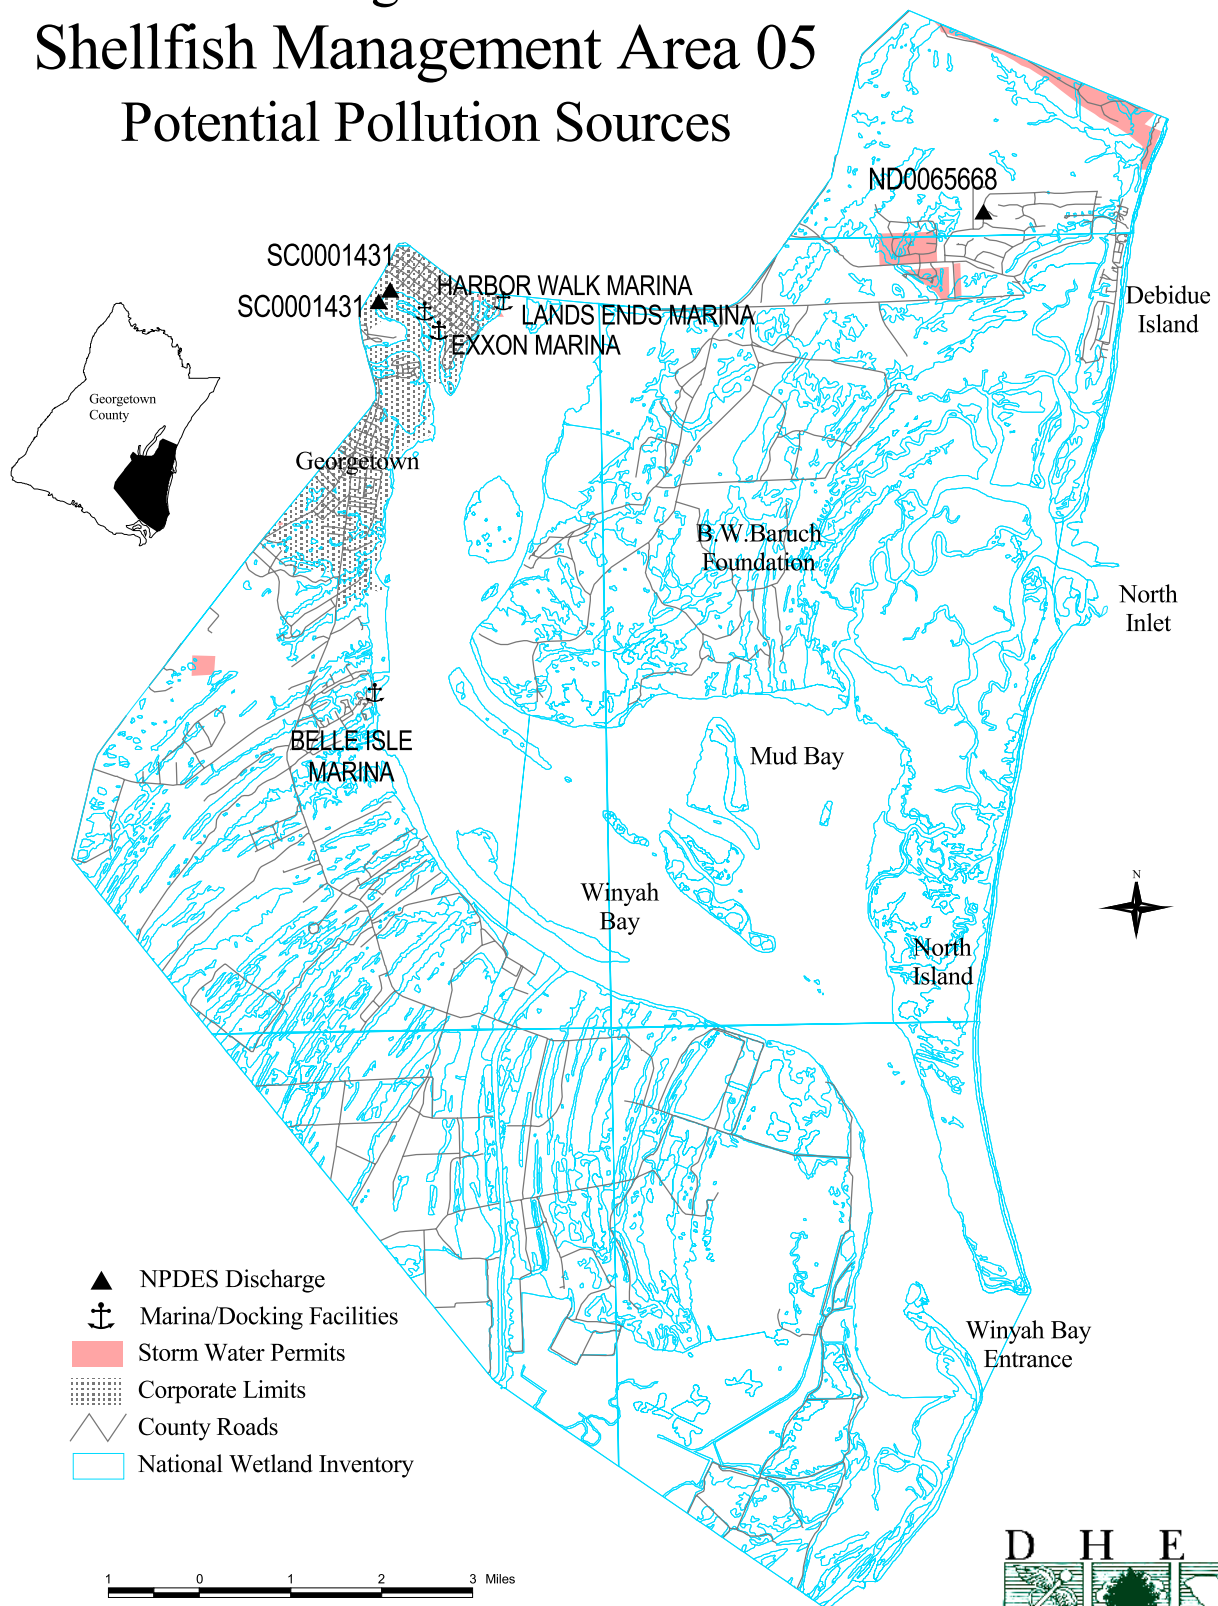 Shellfish Management Area 05
Potential Pollution Sources
ND0065668
SC0001431
HARBOR WALK MARINA
SC0001431
LANDS ENDS MARINA
EXXON MARINA
Debidue
Island
Georgetown
County
Georgetown
B.W.Baruch
Foundation
North
Inlet
BELLE ISLE
MARINA
Mud Bay
Winyah
Bay
N
North
Island
NPDES Discharge
Marina/Docking Facilities
Storm Water Permits
Corporate Limits
County Roads
National Wetland Inventory
Winyah Bay
Entrance
1 0 1 2 3 Miles
D H E